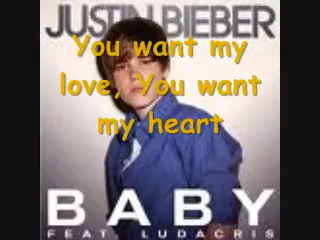 JUSTIN BIEBER
You want my
love, You want
my heart
BABY
FEAT. LUDACRIS